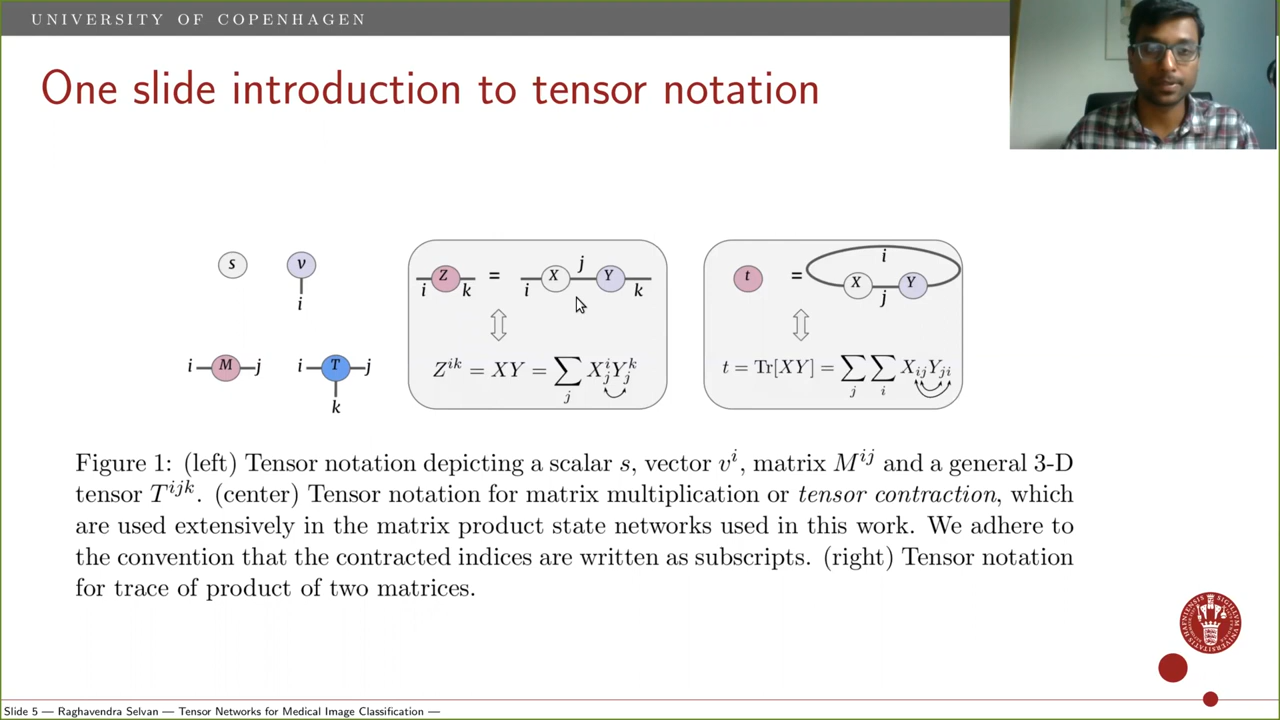 UNIVERSITY OF COPENHAGEN
One slide introduction to tensor notation
s
v
i
i M j
i T j
k
Z = X j Y
i k i k
Z^{ik} = XY = \sum_j X^i_j Y^k_j
t = X Y
i
j
t = Tr[XY] = \sum_j \sum_i X_{ij} Y_{ji}
Figure 1: (left) Tensor notation depicting a scalar s, vector v^i, matrix M^{ij} and a general 3-D
tensor T^{ijk}. (center) Tensor notation for matrix multiplication or tensor contraction, which
are used extensively in the matrix product state networks used in this work. We adhere to
the convention that the contracted indices are written as subscripts. (right) Tensor notation
for trace of product of two matrices.
Slide 5 — Raghavendra Selvan — Tensor Networks for Medical Image Classification —